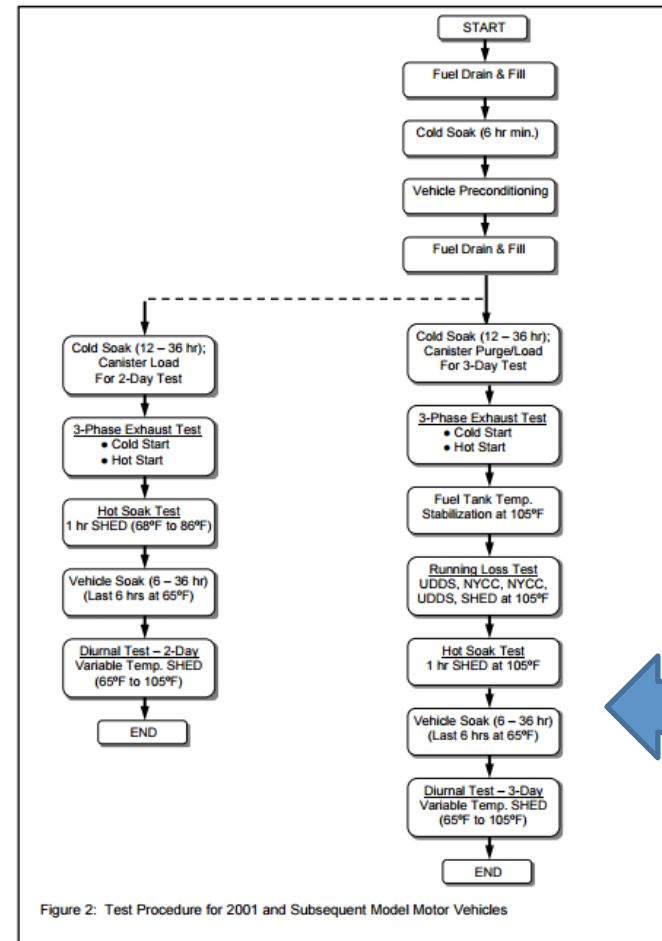 START
Fuel Drain & Fill
Cold Soak (6 hr min.)
Vehicle Preconditioning
Fuel Drain & Fill
Cold Soak (12 – 36 hr);
Canister Load
For 2-Day Test
3-Phase Exhaust Test
● Cold Start
● Hot Start
Hot Soak Test
1 hr SHED (68ºF to 86ºF)
Vehicle Soak (6 – 36 hr)
(Last 6 hrs at 65ºF)
Diurnal Test – 2-Day
Variable Temp. SHED
(65ºF to 105ºF)
END
Cold Soak (12 – 36 hr);
Canister Purge/Load
For 3-Day Test
3-Phase Exhaust Test
● Cold Start
● Hot Start
Fuel Tank Temp.
Stabilization at 105ºF
Running Loss Test
UDDS, NYCC, NYCC,
UDDS, SHED at 105ºF
Hot Soak Test
1 hr SHED at 105ºF
Vehicle Soak (6 – 36 hr)
(Last 6 hrs at 65ºF)
Diurnal Test – 3-Day
Variable Temp. SHED
(65ºF to 105ºF)
END
Figure 2: Test Procedure for 2001 and Subsequent Model Motor Vehicles